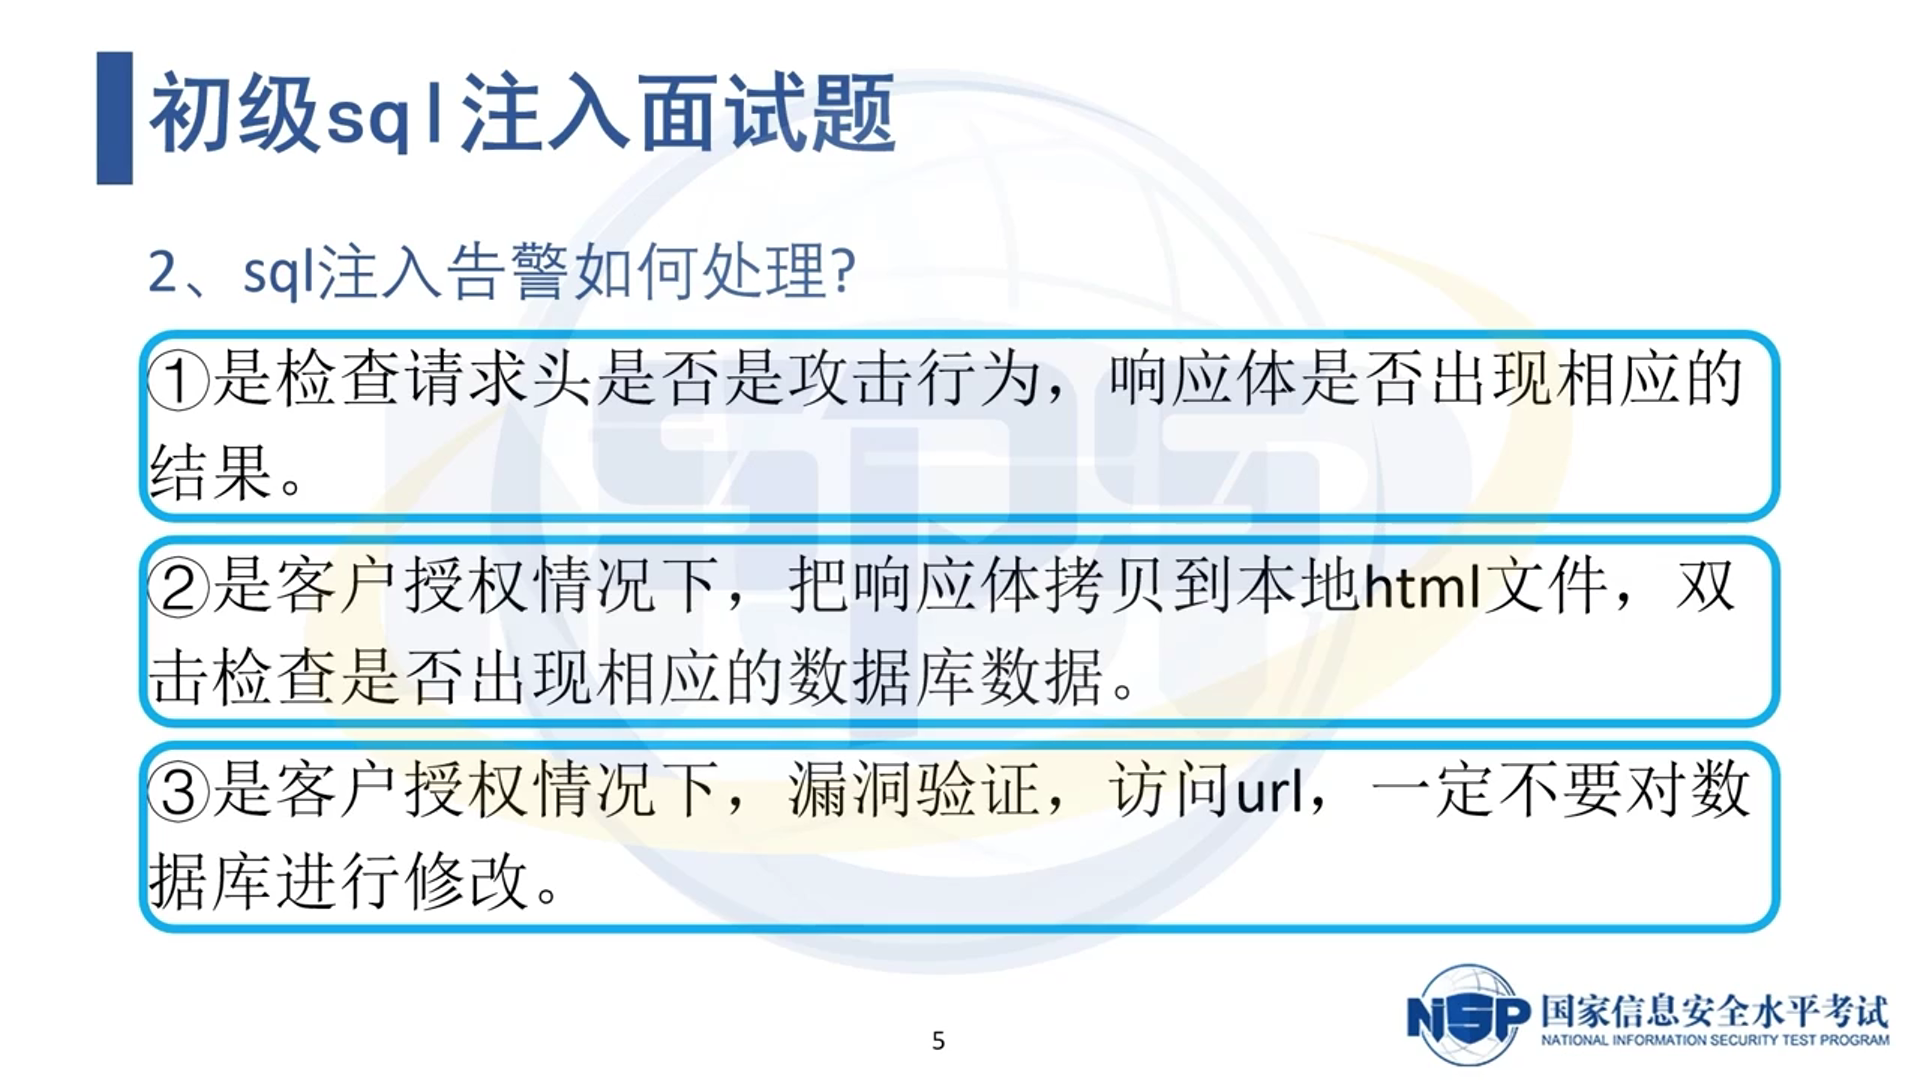 初级sql注入面试题
2、sql注入告警如何处理?
①是检查请求头是否是攻击行为，响应体是否出现相应的
结果。
②是客户授权情况下，把响应体拷贝到本地html文件，双
击检查是否出现相应的数据库数据。
③是客户授权情况下，漏洞验证，访问url，一定不要对数
据库进行修改。
NSP 国家信息安全水平考试
NATIONAL INFORMATION SECURITY TEST PROGRAM
5